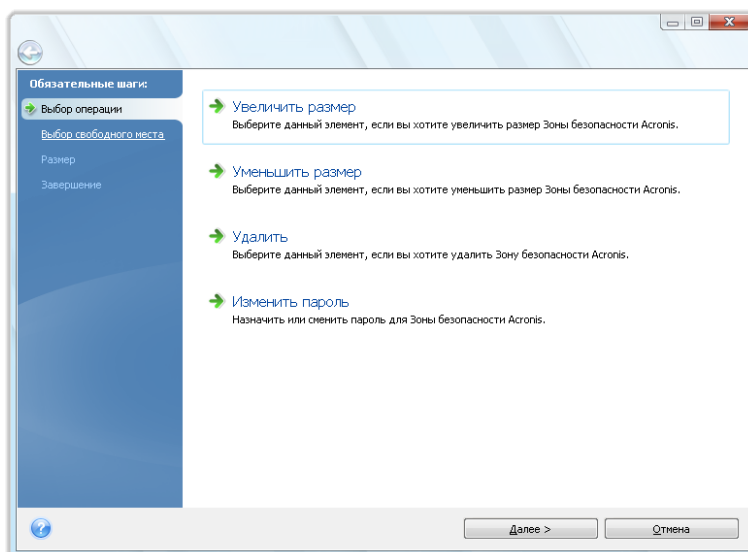 Обязательные шаги:
Выбор операции
Выбор свободного места
Размер
Завершение
Увеличить размер
Выберите данный элемент, если вы хотите увеличить размер Зоны безопасности Acronis.
Уменьшить размер
Выберите данный элемент, если вы хотите уменьшить размер Зоны безопасности Acronis.
Удалить
Выберите данный элемент, если вы хотите удалить Зону безопасности Acronis.
Изменить пароль
Назначить или сменить пароль для Зоны безопасности Acronis.
Далее >
Отмена